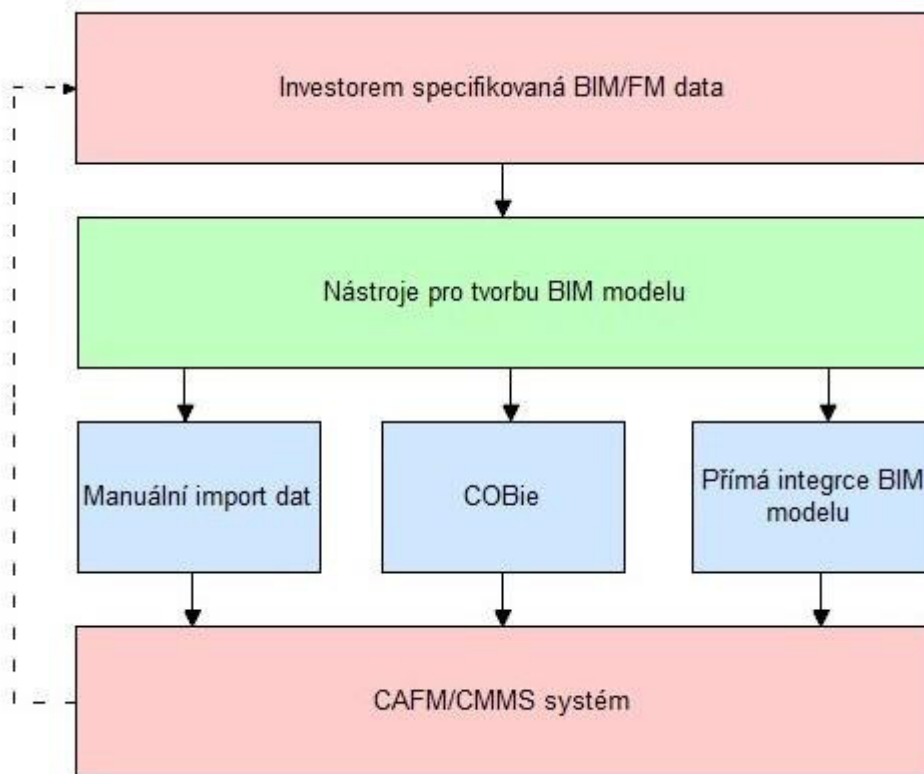 Investorem specifikovaná BIM/FM data
Nástroje pro tvorbu BIM modelu
Manuální import dat
COBie
Přímá integrce BIM
modelu
CAFM/CMMS systém